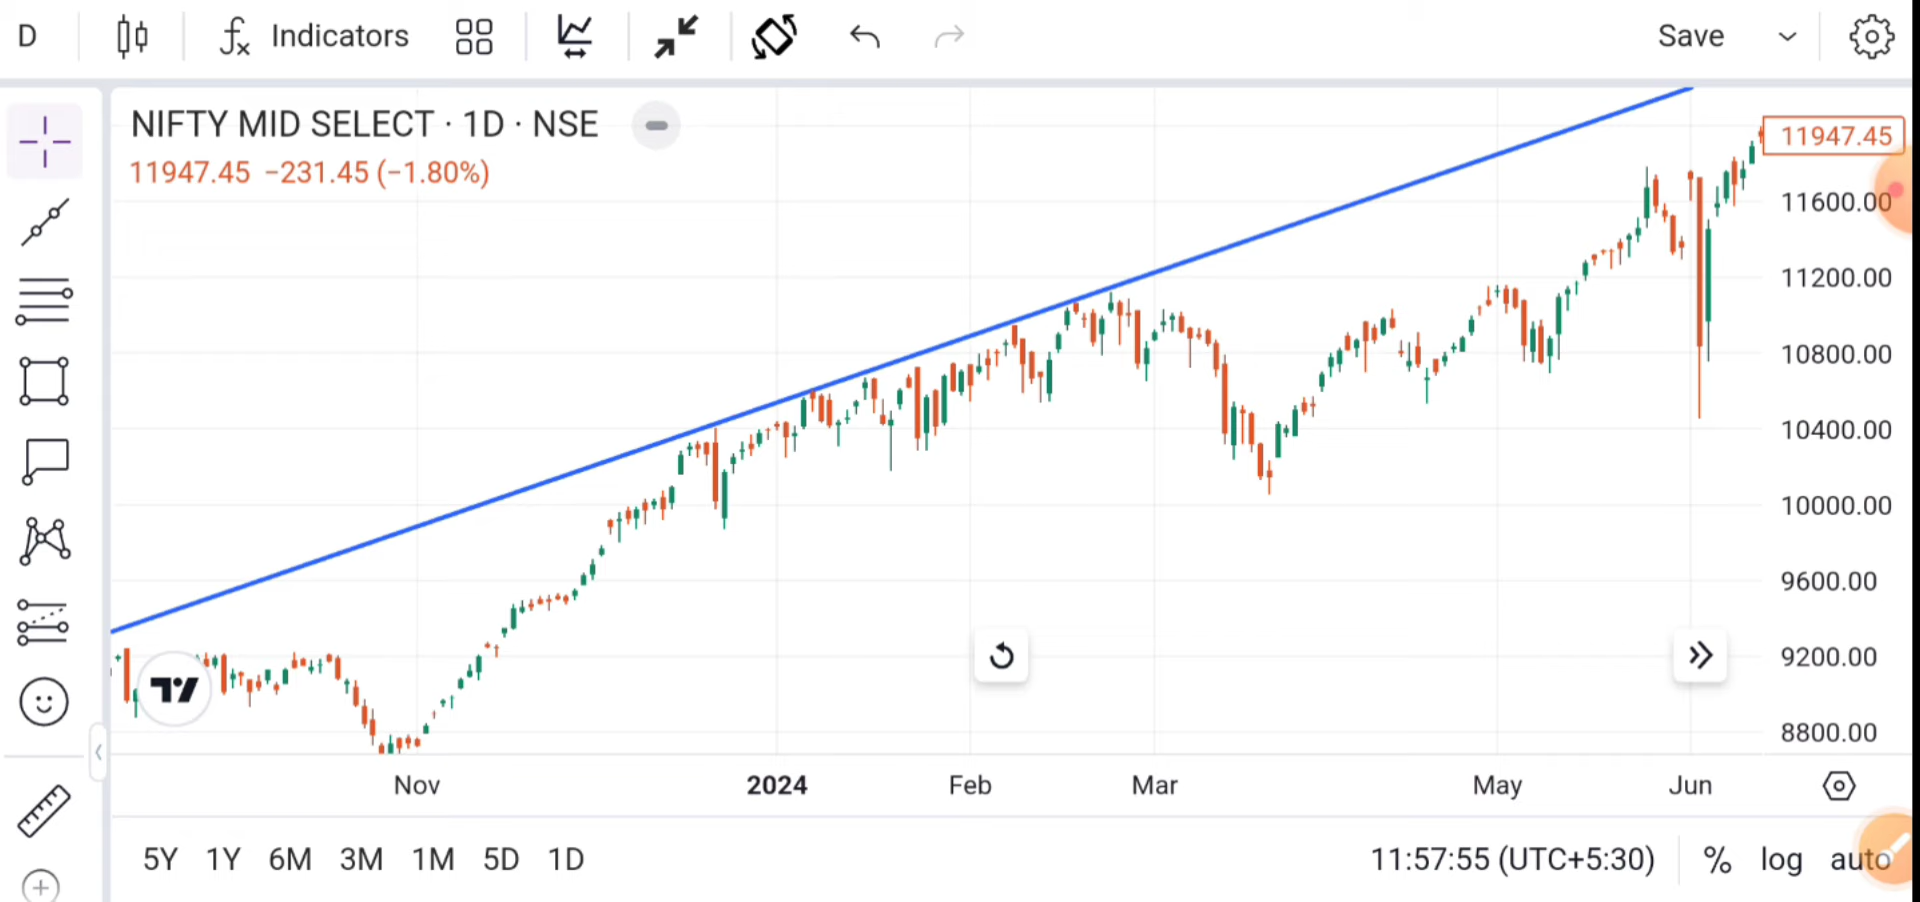 D Indicators Save
NIFTY MID SELECT · 1D · NSE
11947.45 −231.45 (−1.80%)
11947.45
11600.00
11200.00
10800.00
10400.00
10000.00
9600.00
9200.00
8800.00
Nov 2024 Feb Mar May Jun
5Y 1Y 6M 3M 1M 5D 1D 11:57:55 (UTC+5:30) % log auto